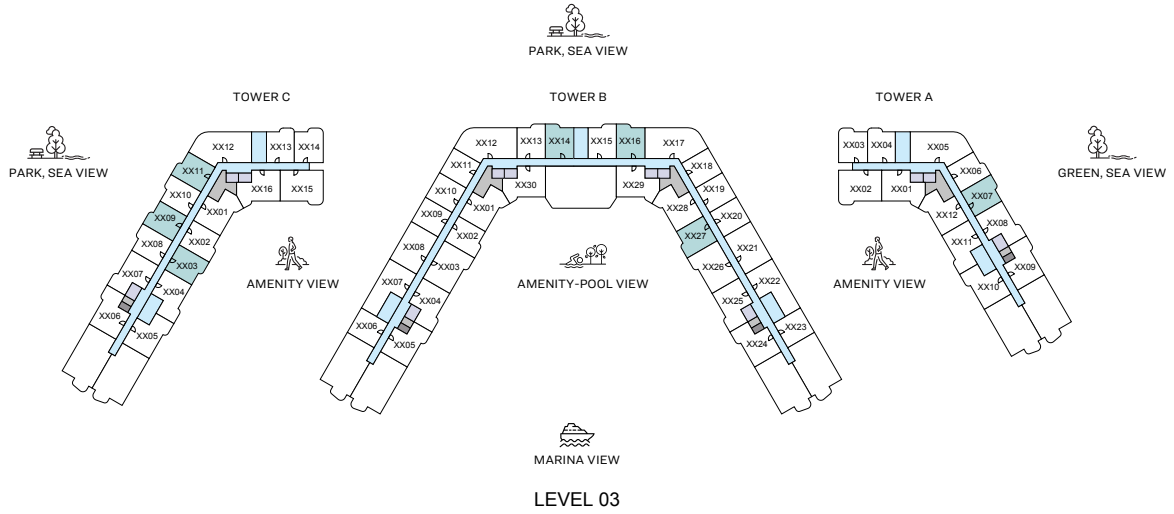 PARK, SEA VIEW
TOWER C
TOWER B
TOWER A
PARK, SEA VIEW
GREEN, SEA VIEW
XX12
XX13
XX14
XX11
XX10
XX09
XX08
XX07
XX06
XX16
XX15
XX01
XX02
XX03
XX04
XX05
XX12
XX13
XX14
XX15
XX16
XX17
XX11
XX10
XX09
XX08
XX07
XX06
XX30
XX01
XX02
XX03
XX04
XX05
XX29
XX28
XX27
XX26
XX25
XX24
XX18
XX19
XX20
XX21
XX22
XX23
XX03
XX04
XX05
XX02
XX01
XX06
XX07
XX08
XX09
XX12
XX11
XX10
AMENITY VIEW
AMENITY-POOL VIEW
AMENITY VIEW
MARINA VIEW
LEVEL 03